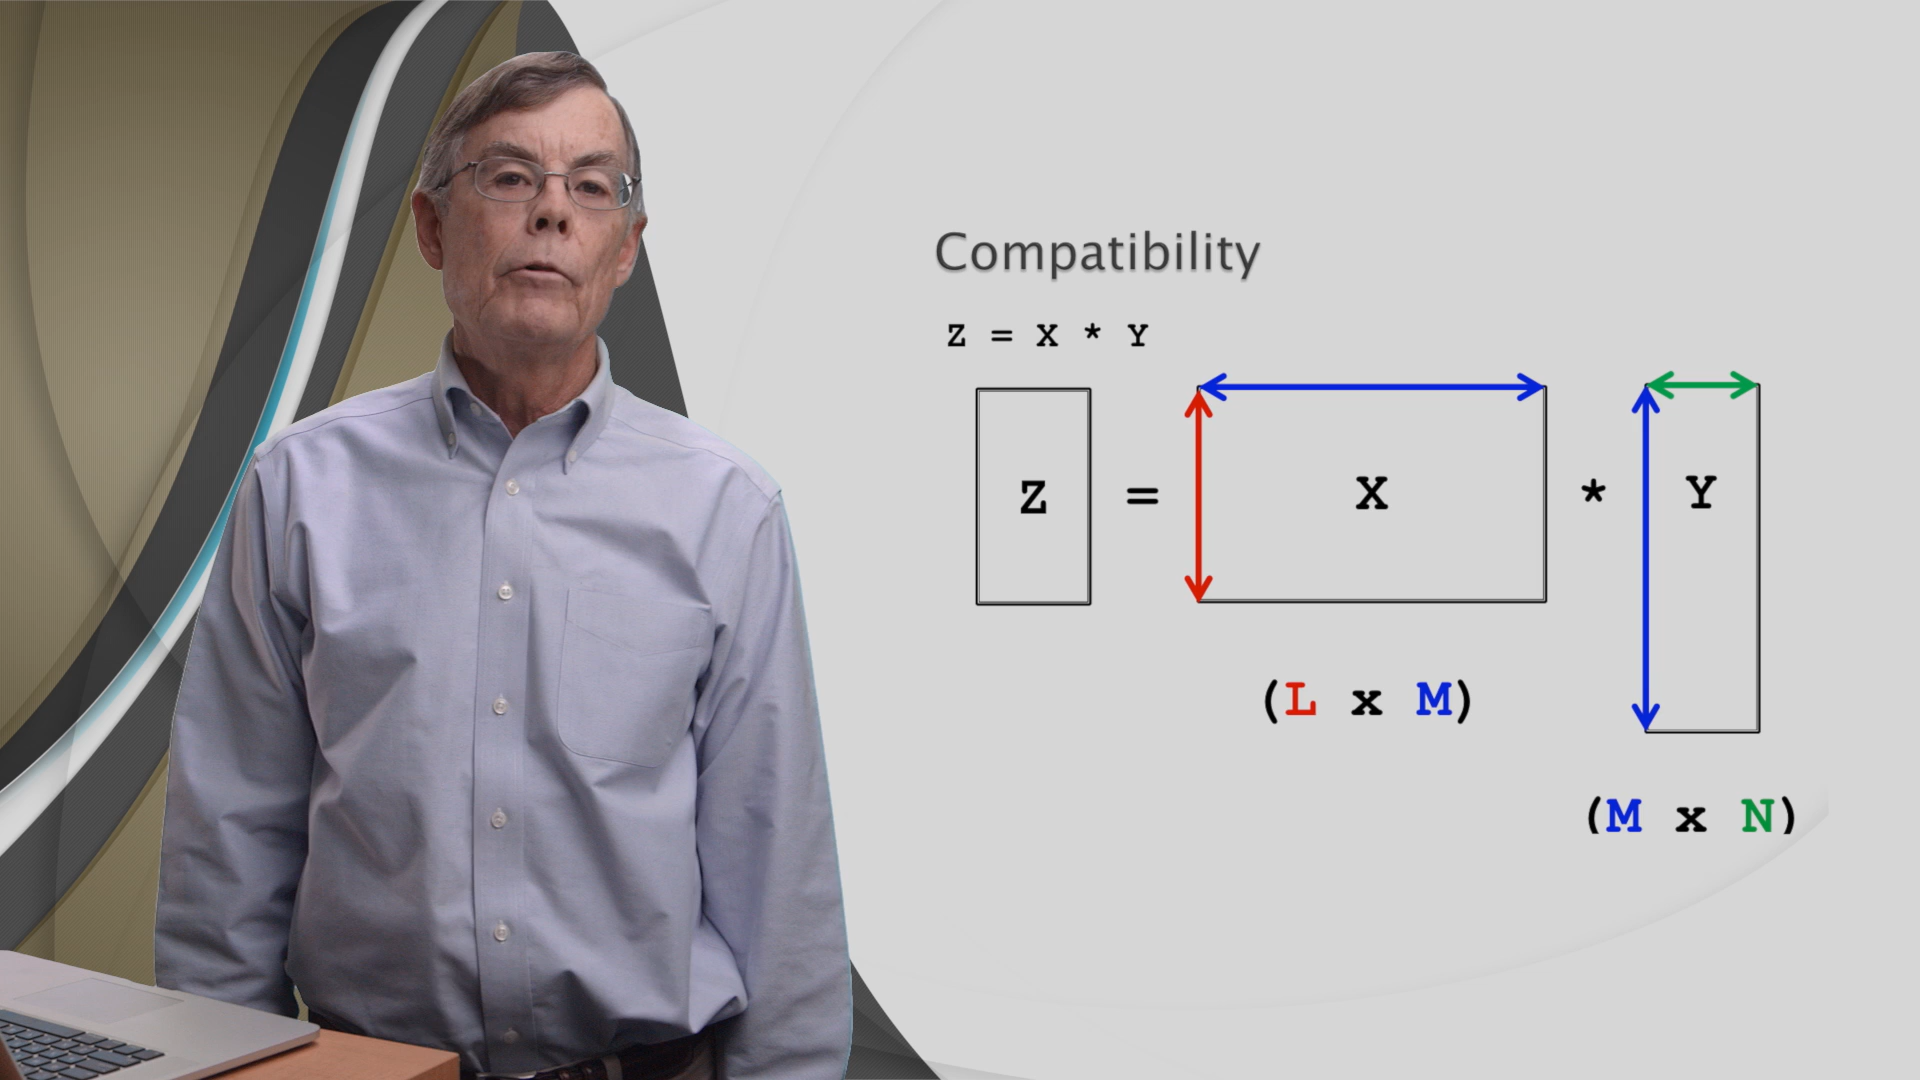 Compatibility
Z = X * Y
Z = X * Y
(L x M)
(M x N)